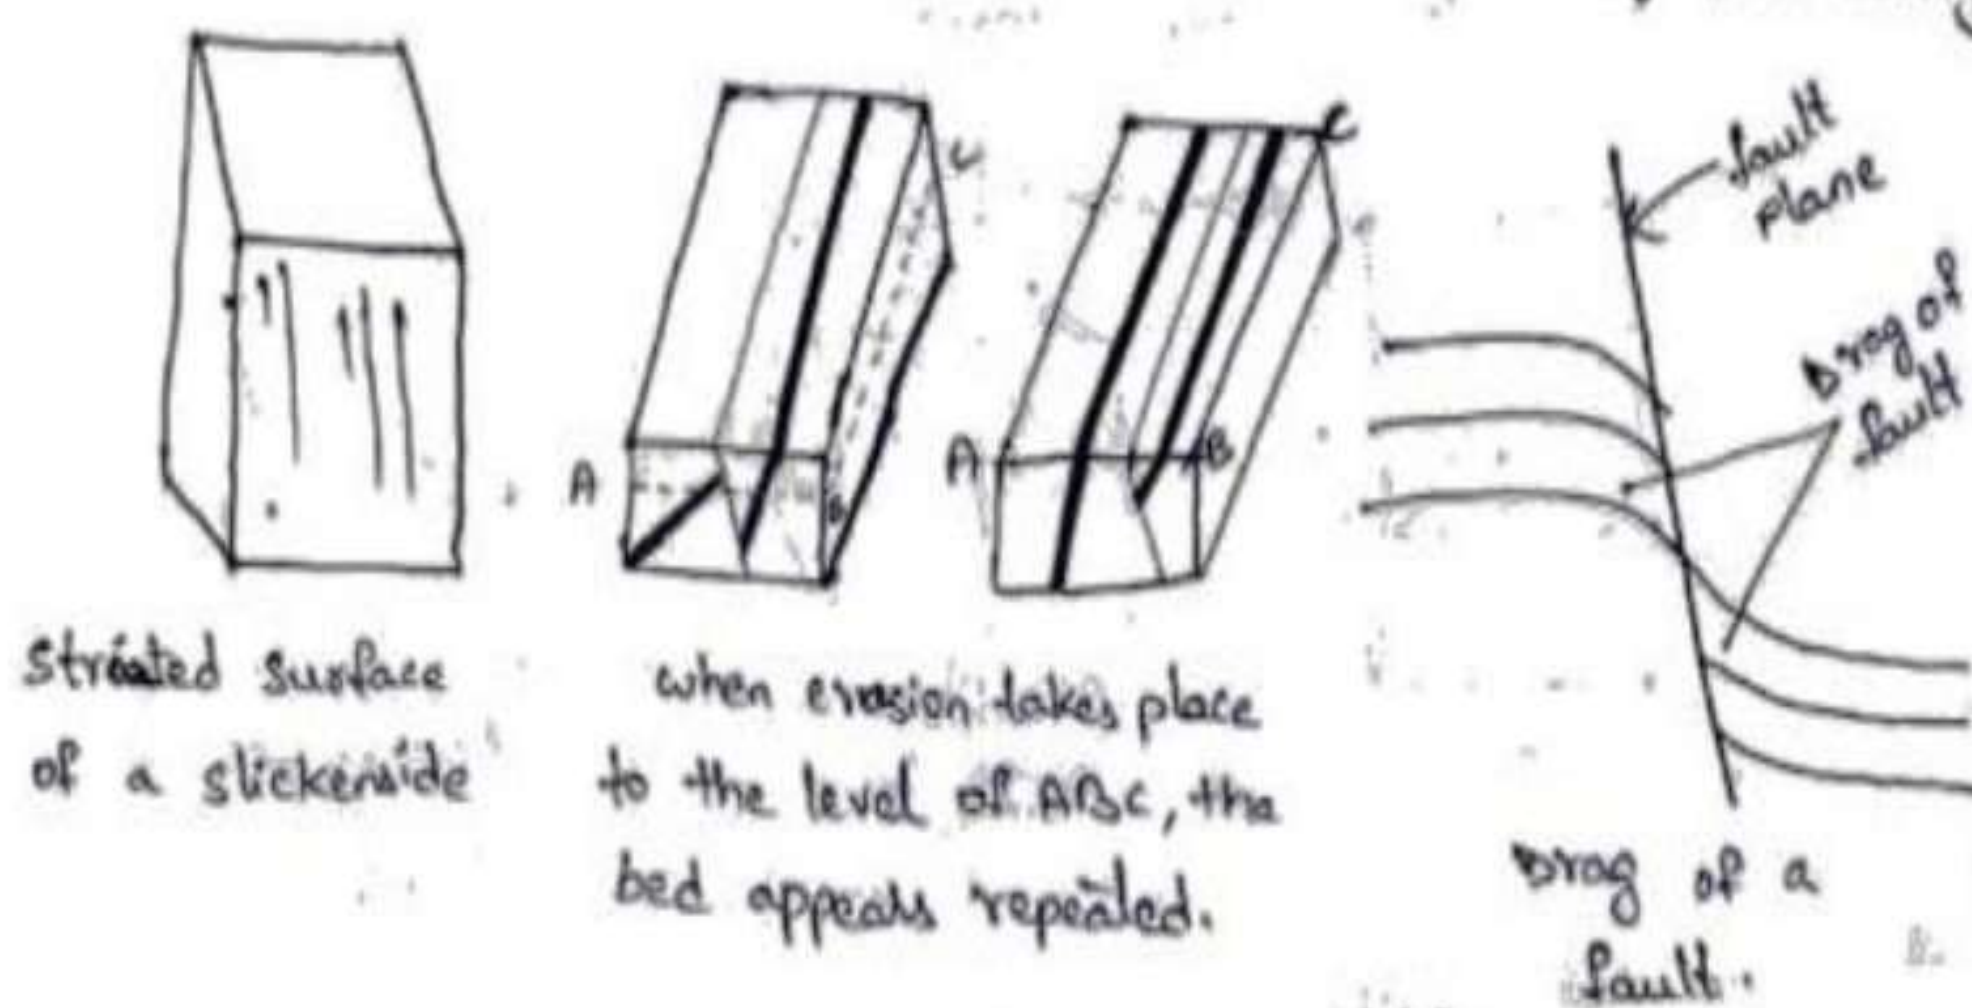 Striated surface
of a slickenside
A
B
C
A
B
C
when erosion takes place
to the level of ABC, the
bed appears repeated.
fault
plane
Drag of
fault
Drag of a
fault.